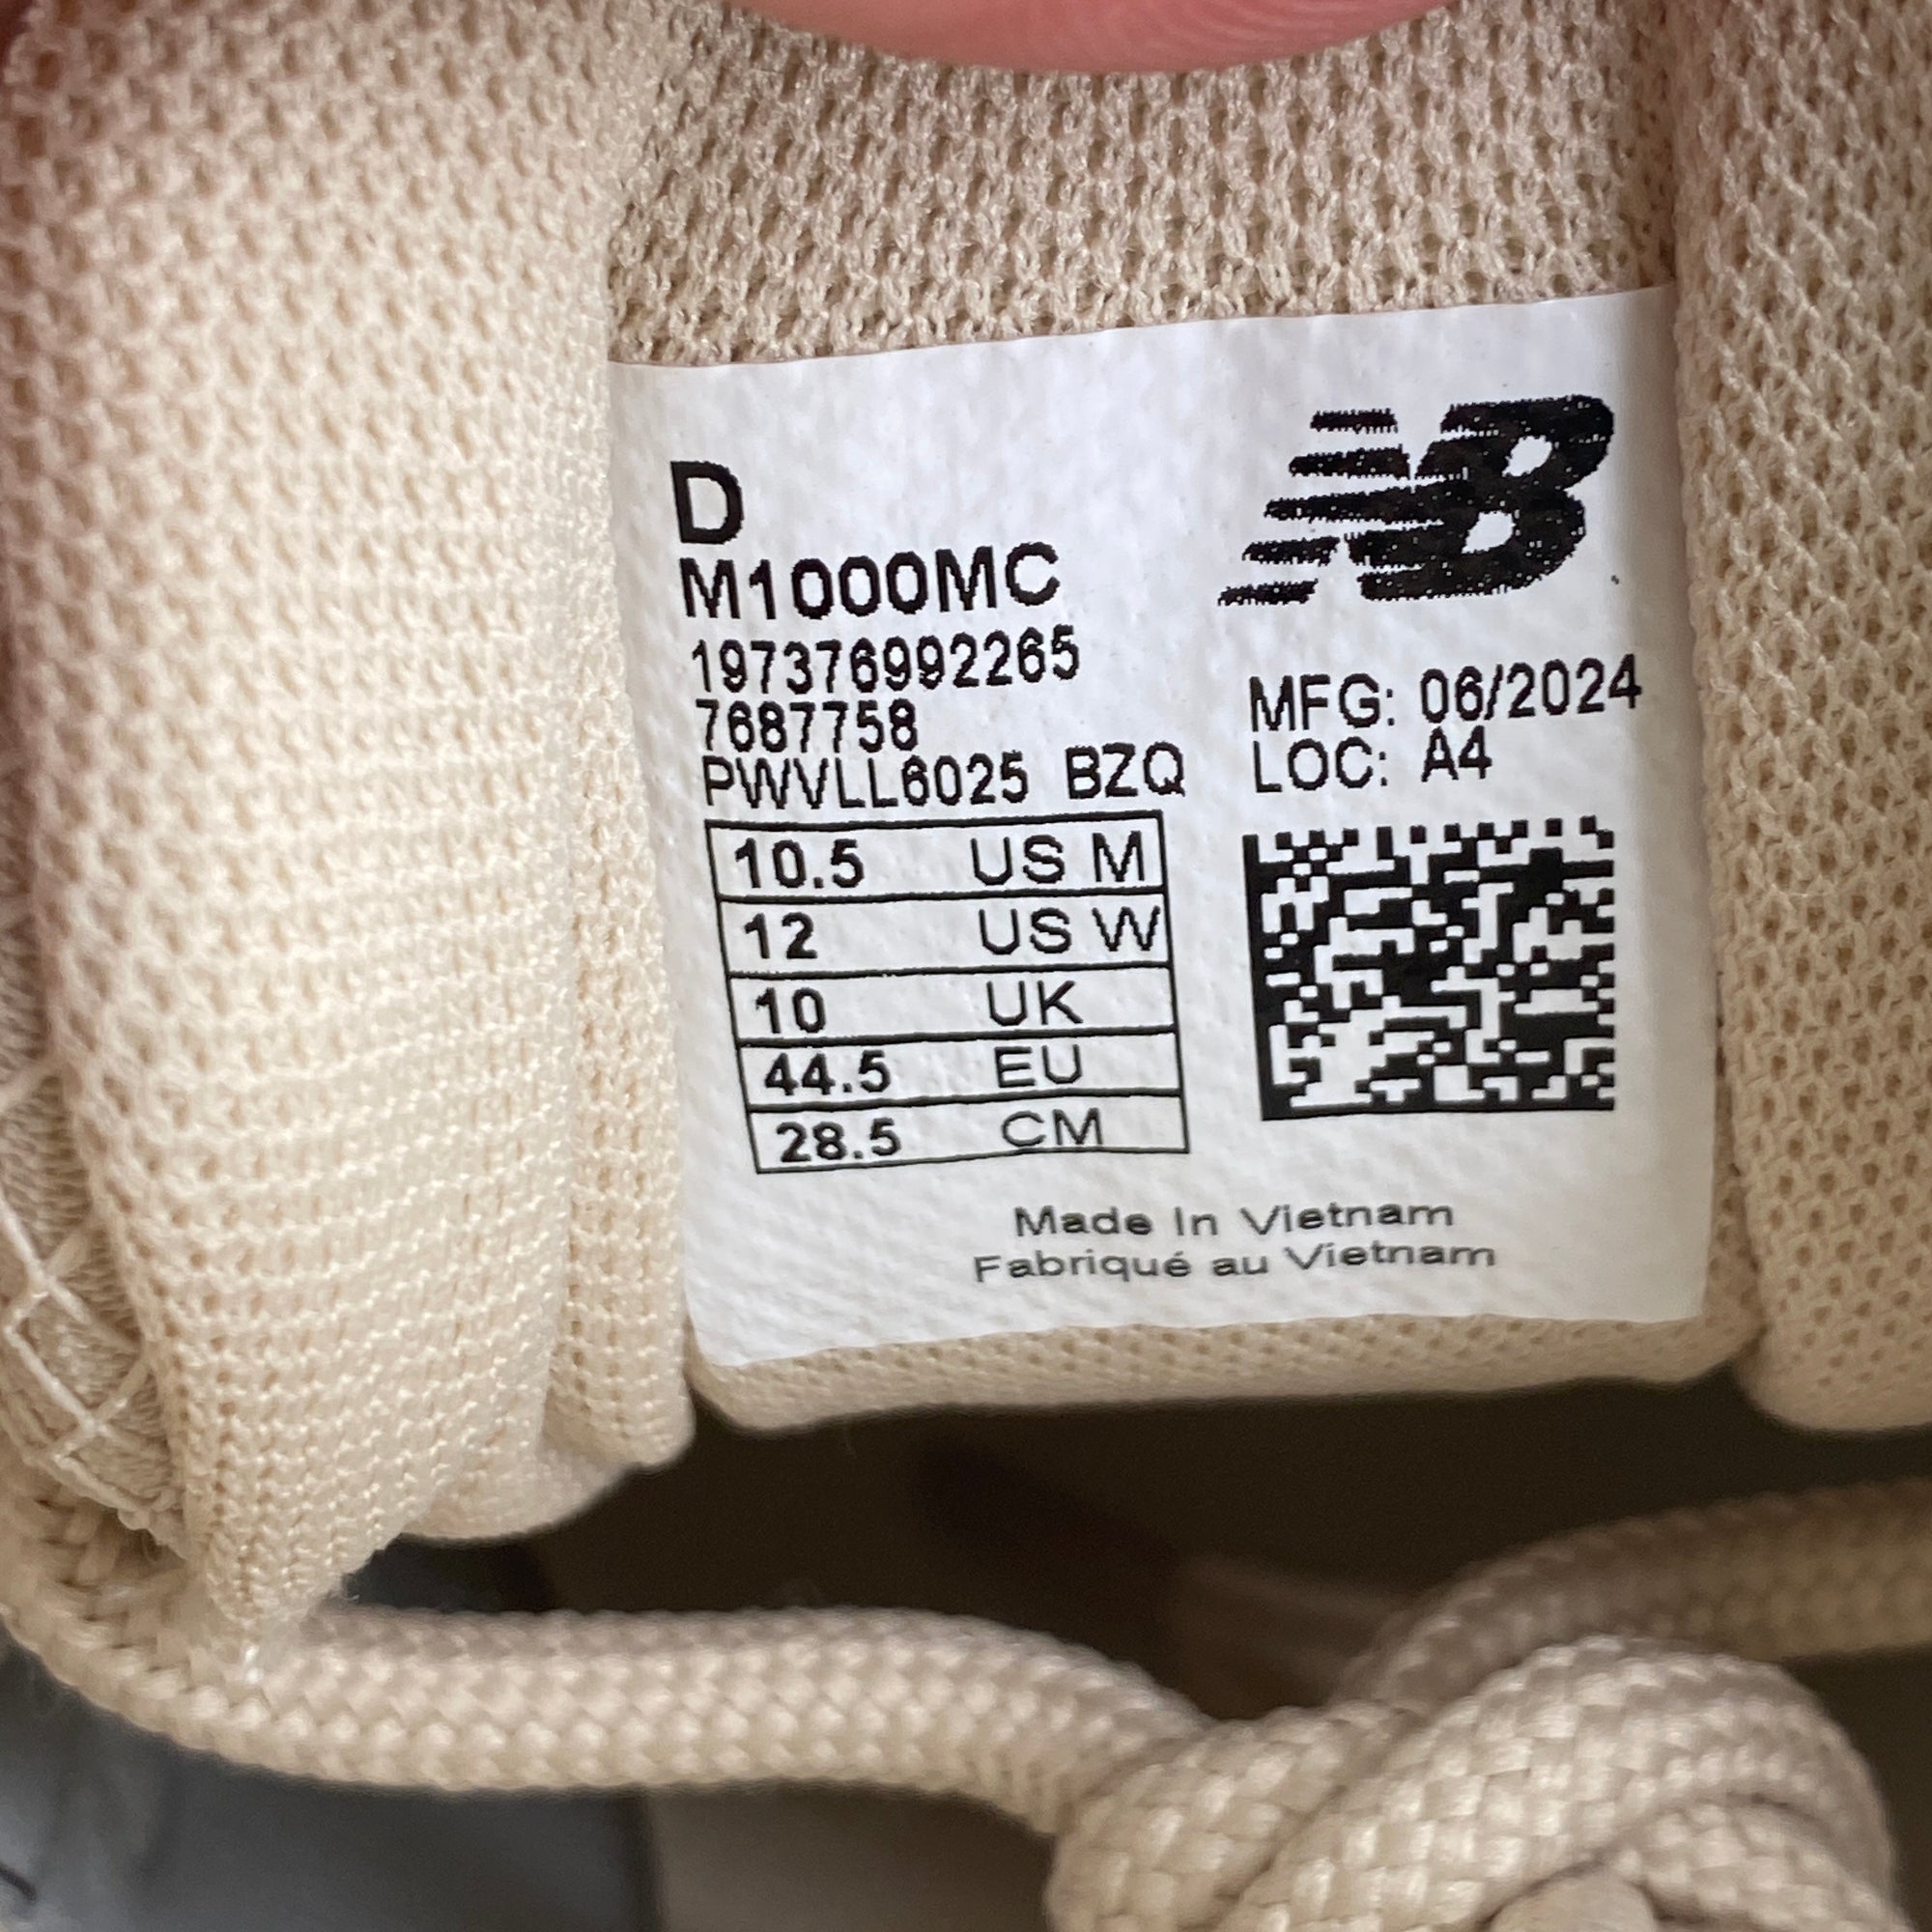 NB
D
M1000MC
197376992265
7687758
PWVLL6025 BZQ
MFG: 06/2024
LOC: A4
10.5 US M
12 US W
10 UK
44.5 EU
28.5 CM
Made In Vietnam
Fabriqué au Vietnam